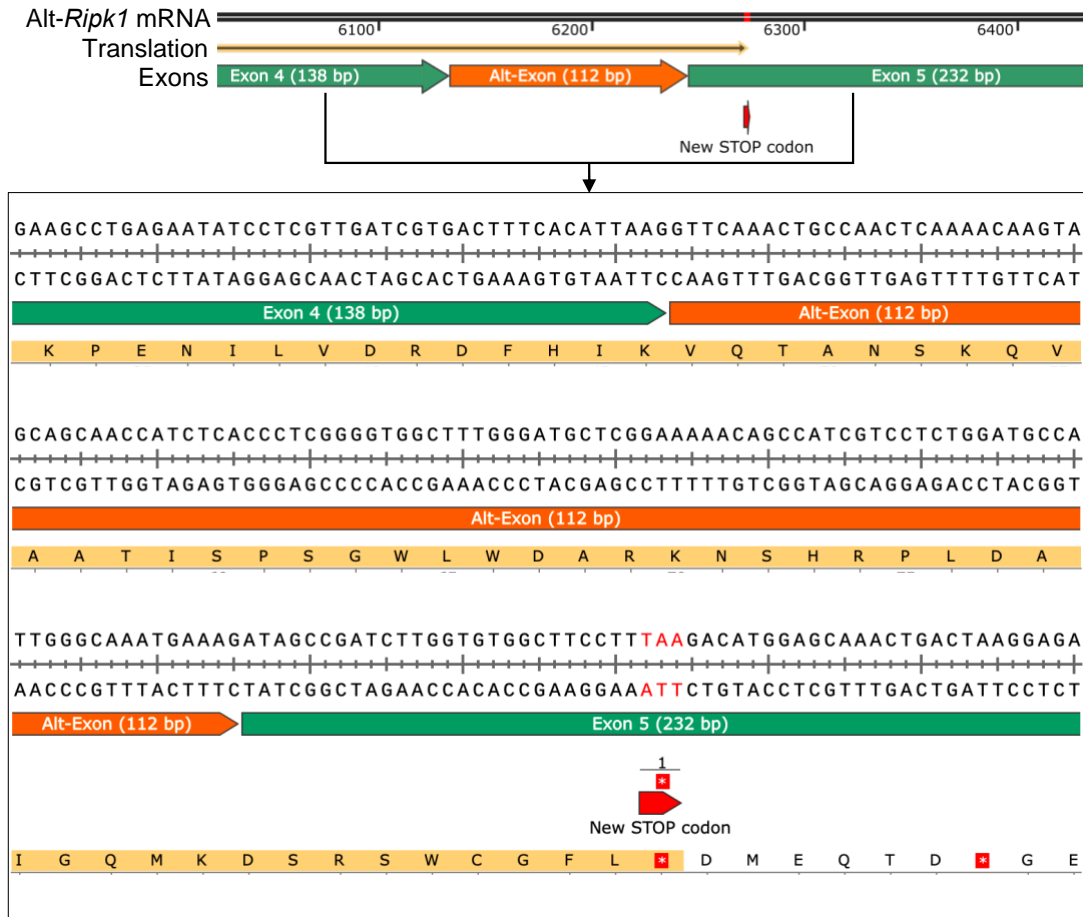 Alt-Ripk1 mRNA
6100 6200 6300 6400
Translation
Exons Exon 4 (138 bp) Alt-Exon (112 bp) Exon 5 (232 bp)
New STOP codon
GAAGCCTGAGAATATCCTCGTTGATCGTGACTTTCACATTAAGGTTCAAACTGCCAACTCAAAACAAGTA
CTTCGGACTCTTATAGGAGCAACTAGCACTGAAAGTGTAATTCCAAGTTTGACGGTTGAGTTTTGTTCAT
Exon 4 (138 bp) Alt-Exon (112 bp)
K P E N I L V D R D F H I K V Q T A N S K Q V
GCAGCAACCATCTCACCCTCGGGGTGGCTTTGGGATGCTCGGAAAAACAGCCATCGTCCTCTGGATGCCA
CGTCGTTGGTAGAGTGGGAGCCCCACCGAAACCCTACGAGCCTTTTTGTCGGTAGCAGGAGACCTACGGT
Alt-Exon (112 bp)
A A T I S P S G W L W D A R K N S H R P L D A
TTGGGCAAATGAAAGATAGCCGATCTTGGTGTGGCTTCCTTTAAGACATGGAGCAAACTGACTAAGGAGA
AACCCGTTTACTTTCTATCGGCTAGAACCACACCGAAGGAAATTCTGTACCTCGTTTGACTGATTCCTCT
Alt-Exon (112 bp) Exon 5 (232 bp)
1
*
New STOP codon
I G Q M K D S R S W C G F L * D M E Q T D * G E